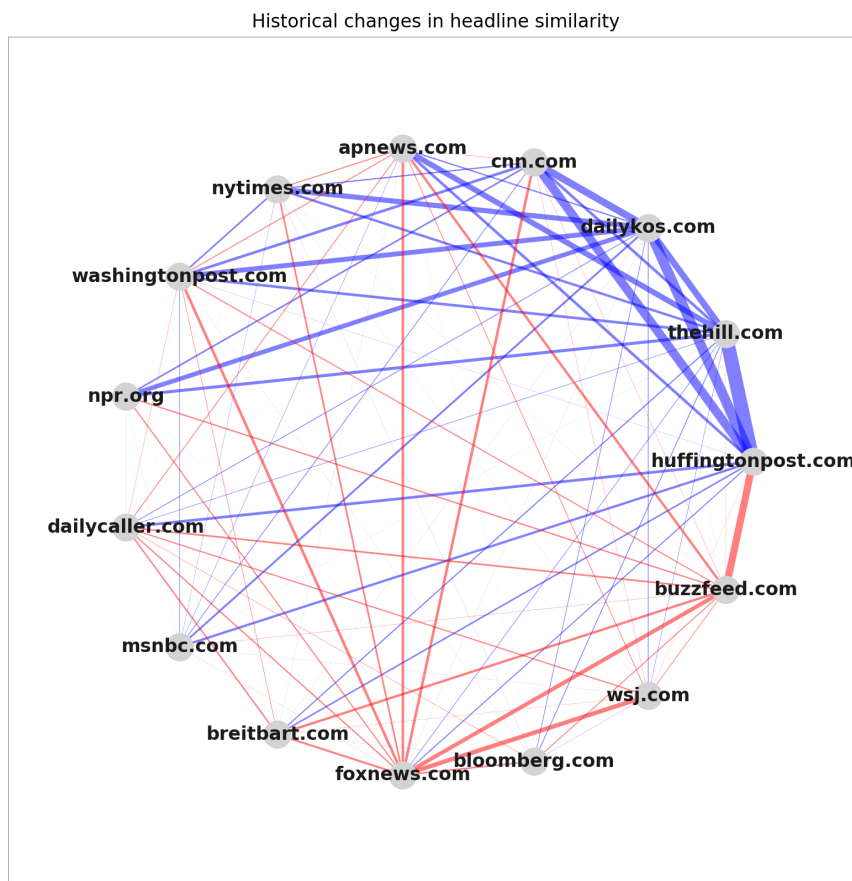 Historical changes in headline similarity
apnews.com
cnn.com
nytimes.com
dailykos.com
washingtonpost.com
thehill.com
npr.org
huffingtonpost.com
dailycaller.com
buzzfeed.com
msnbc.com
wsj.com
breitbart.com
bloomberg.com
foxnews.com